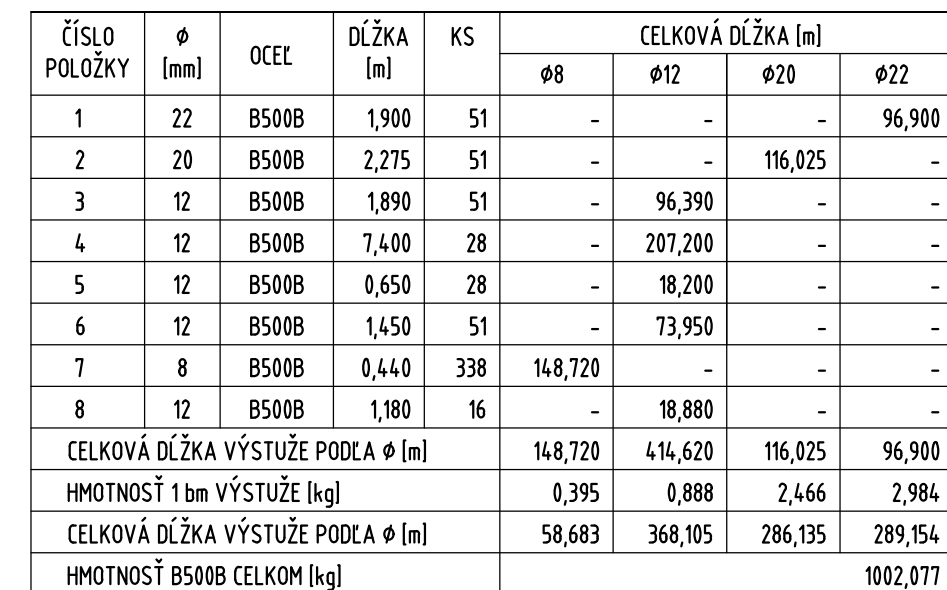 ČÍSLO POLOŽKY ϕ [mm] OCEĽ DĹŽKA [m] KS CELKOVÁ DĹŽKA [m]
ϕ8 ϕ12 ϕ20 ϕ22
1 22 B500B 1,900 51 - - - 96,900
2 20 B500B 2,275 51 - - 116,025 -
3 12 B500B 1,890 51 - 96,390 - -
4 12 B500B 7,400 28 - 207,200 - -
5 12 B500B 0,650 28 - 18,200 - -
6 12 B500B 1,450 51 - 73,950 - -
7 8 B500B 0,440 338 148,720 - - -
8 12 B500B 1,180 16 - 18,880 - -
CELKOVÁ DĹŽKA VÝSTUŽE PODĽA ϕ [m] 148,720 414,620 116,025 96,900
HMOTNOSŤ 1 bm VÝSTUŽE [kg] 0,395 0,888 2,466 2,984
CELKOVÁ DĹŽKA VÝSTUŽE PODĽA ϕ [m] 58,683 368,105 286,135 289,154
HMOTNOSŤ B500B CELKOM [kg] 1002,077